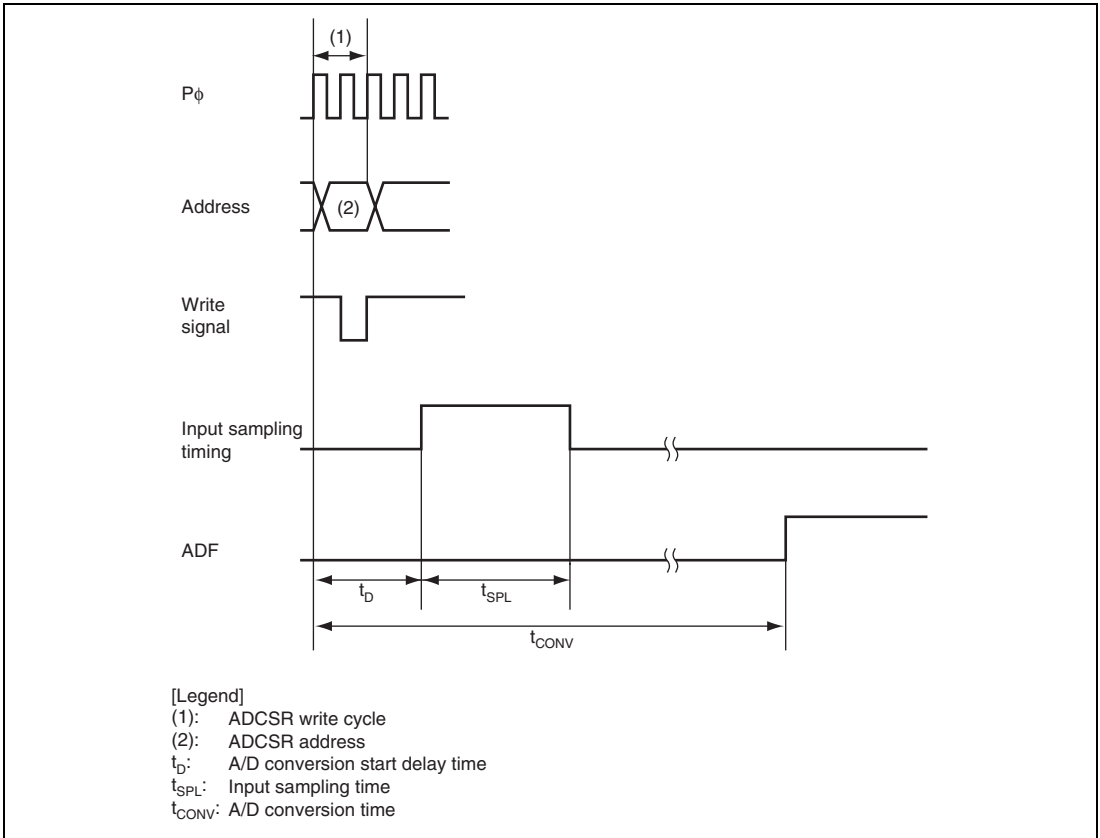 (1)
Pϕ
Address
(2)
Write
signal
Input sampling
timing
ADF
tD
tSPL
tCONV
[Legend]
(1): ADCSR write cycle
(2): ADCSR address
tD: A/D conversion start delay time
tSPL: Input sampling time
tCONV: A/D conversion time